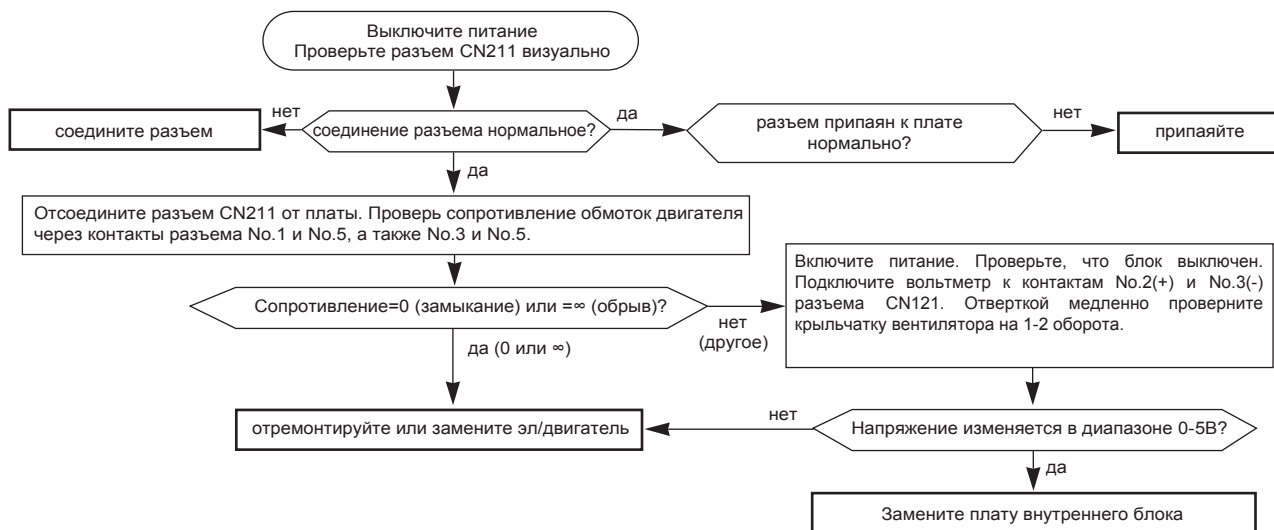 Выключите питание
Проверьте разъем CN211 визуально
нет
да
нет
соедините разъем
соединение разъема нормальное?
разъем припаян к плате
нормально?
припаяйте
да
Отсоедините разъем CN211 от платы. Проверь сопротивление обмоток двигателя
через контакты разъема No.1 и No.5, а также No.3 и No.5.
Включите питание. Проверьте, что блок выключен.
Подключите вольтметр к контактам No.2(+) и No.3(-)
разъема CN121. Отверткой медленно проверните
крыльчатку вентилятора на 1-2 оборота.
Сопротивление=0 (замыкание) или =∞ (обрыв)?
нет
(другое)
да (0 или ∞)
нет
отремонтируйте или замените эл/двигатель
Напряжение изменяется в диапазоне 0-5В?
да
Замените плату внутреннего блока